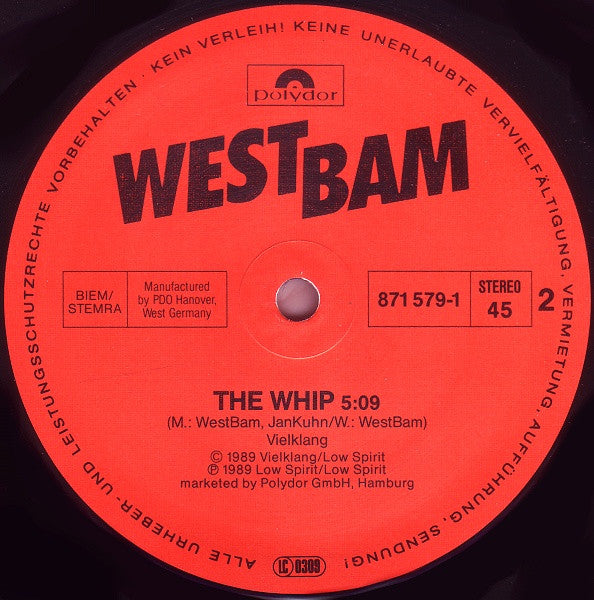 ALLE URHEBER- UND LEISTUNGSSCHUTZRECHTE VORBEHALTEN · KEIN VERLEIH! KEINE UNERLAUBTE VERVIELFÄLTIGUNG, VERMIETUNG, AUFFÜHRUNG, SENDUNG!
Polydor
WESTBAM
BIEM/
STEMRA
Manufactured
by PDO Hanover,
West Germany
871 579-1
STEREO
45
2
THE WHIP 5:09
(M.: WestBam, JanKuhn/W.: WestBam)
Vielklang
© 1989 Vielklang/Low Spirit
℗ 1989 Low Spirit/Low Spirit
marketed by Polydor GmbH, Hamburg
LC 0309